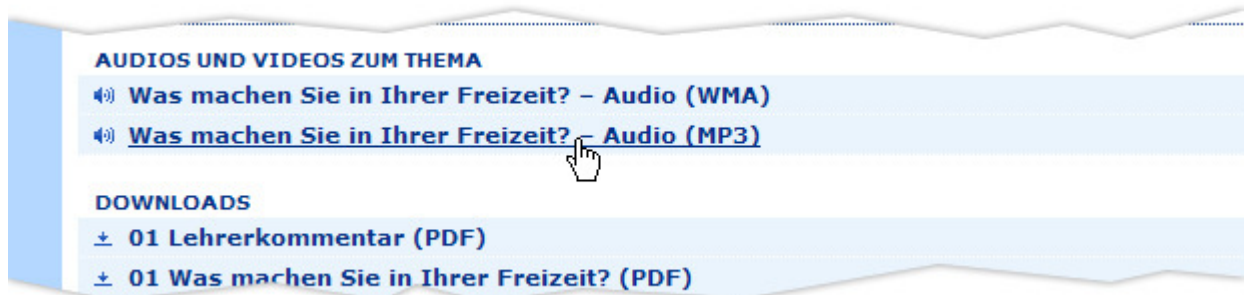 AUDIOS UND VIDEOS ZUM THEMA
Was machen Sie in Ihrer Freizeit? – Audio (WMA)
Was machen Sie in Ihrer Freizeit? – Audio (MP3)
DOWNLOADS
01 Lehrerkommentar (PDF)
01 Was machen Sie in Ihrer Freizeit? (PDF)